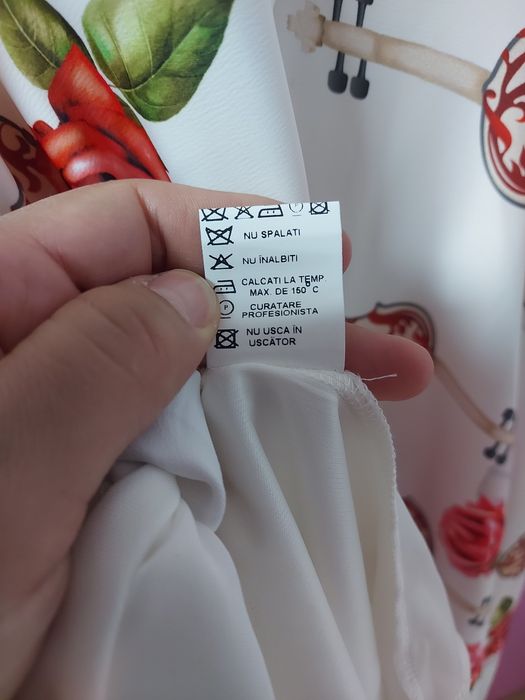 NU SPALATI
NU ÎNALBITI
CALCATI LA TEMP.
MAX. DE 150°C
P
CURATARE
PROFESIONISTA
NU USCA ÎN
USCĂTOR